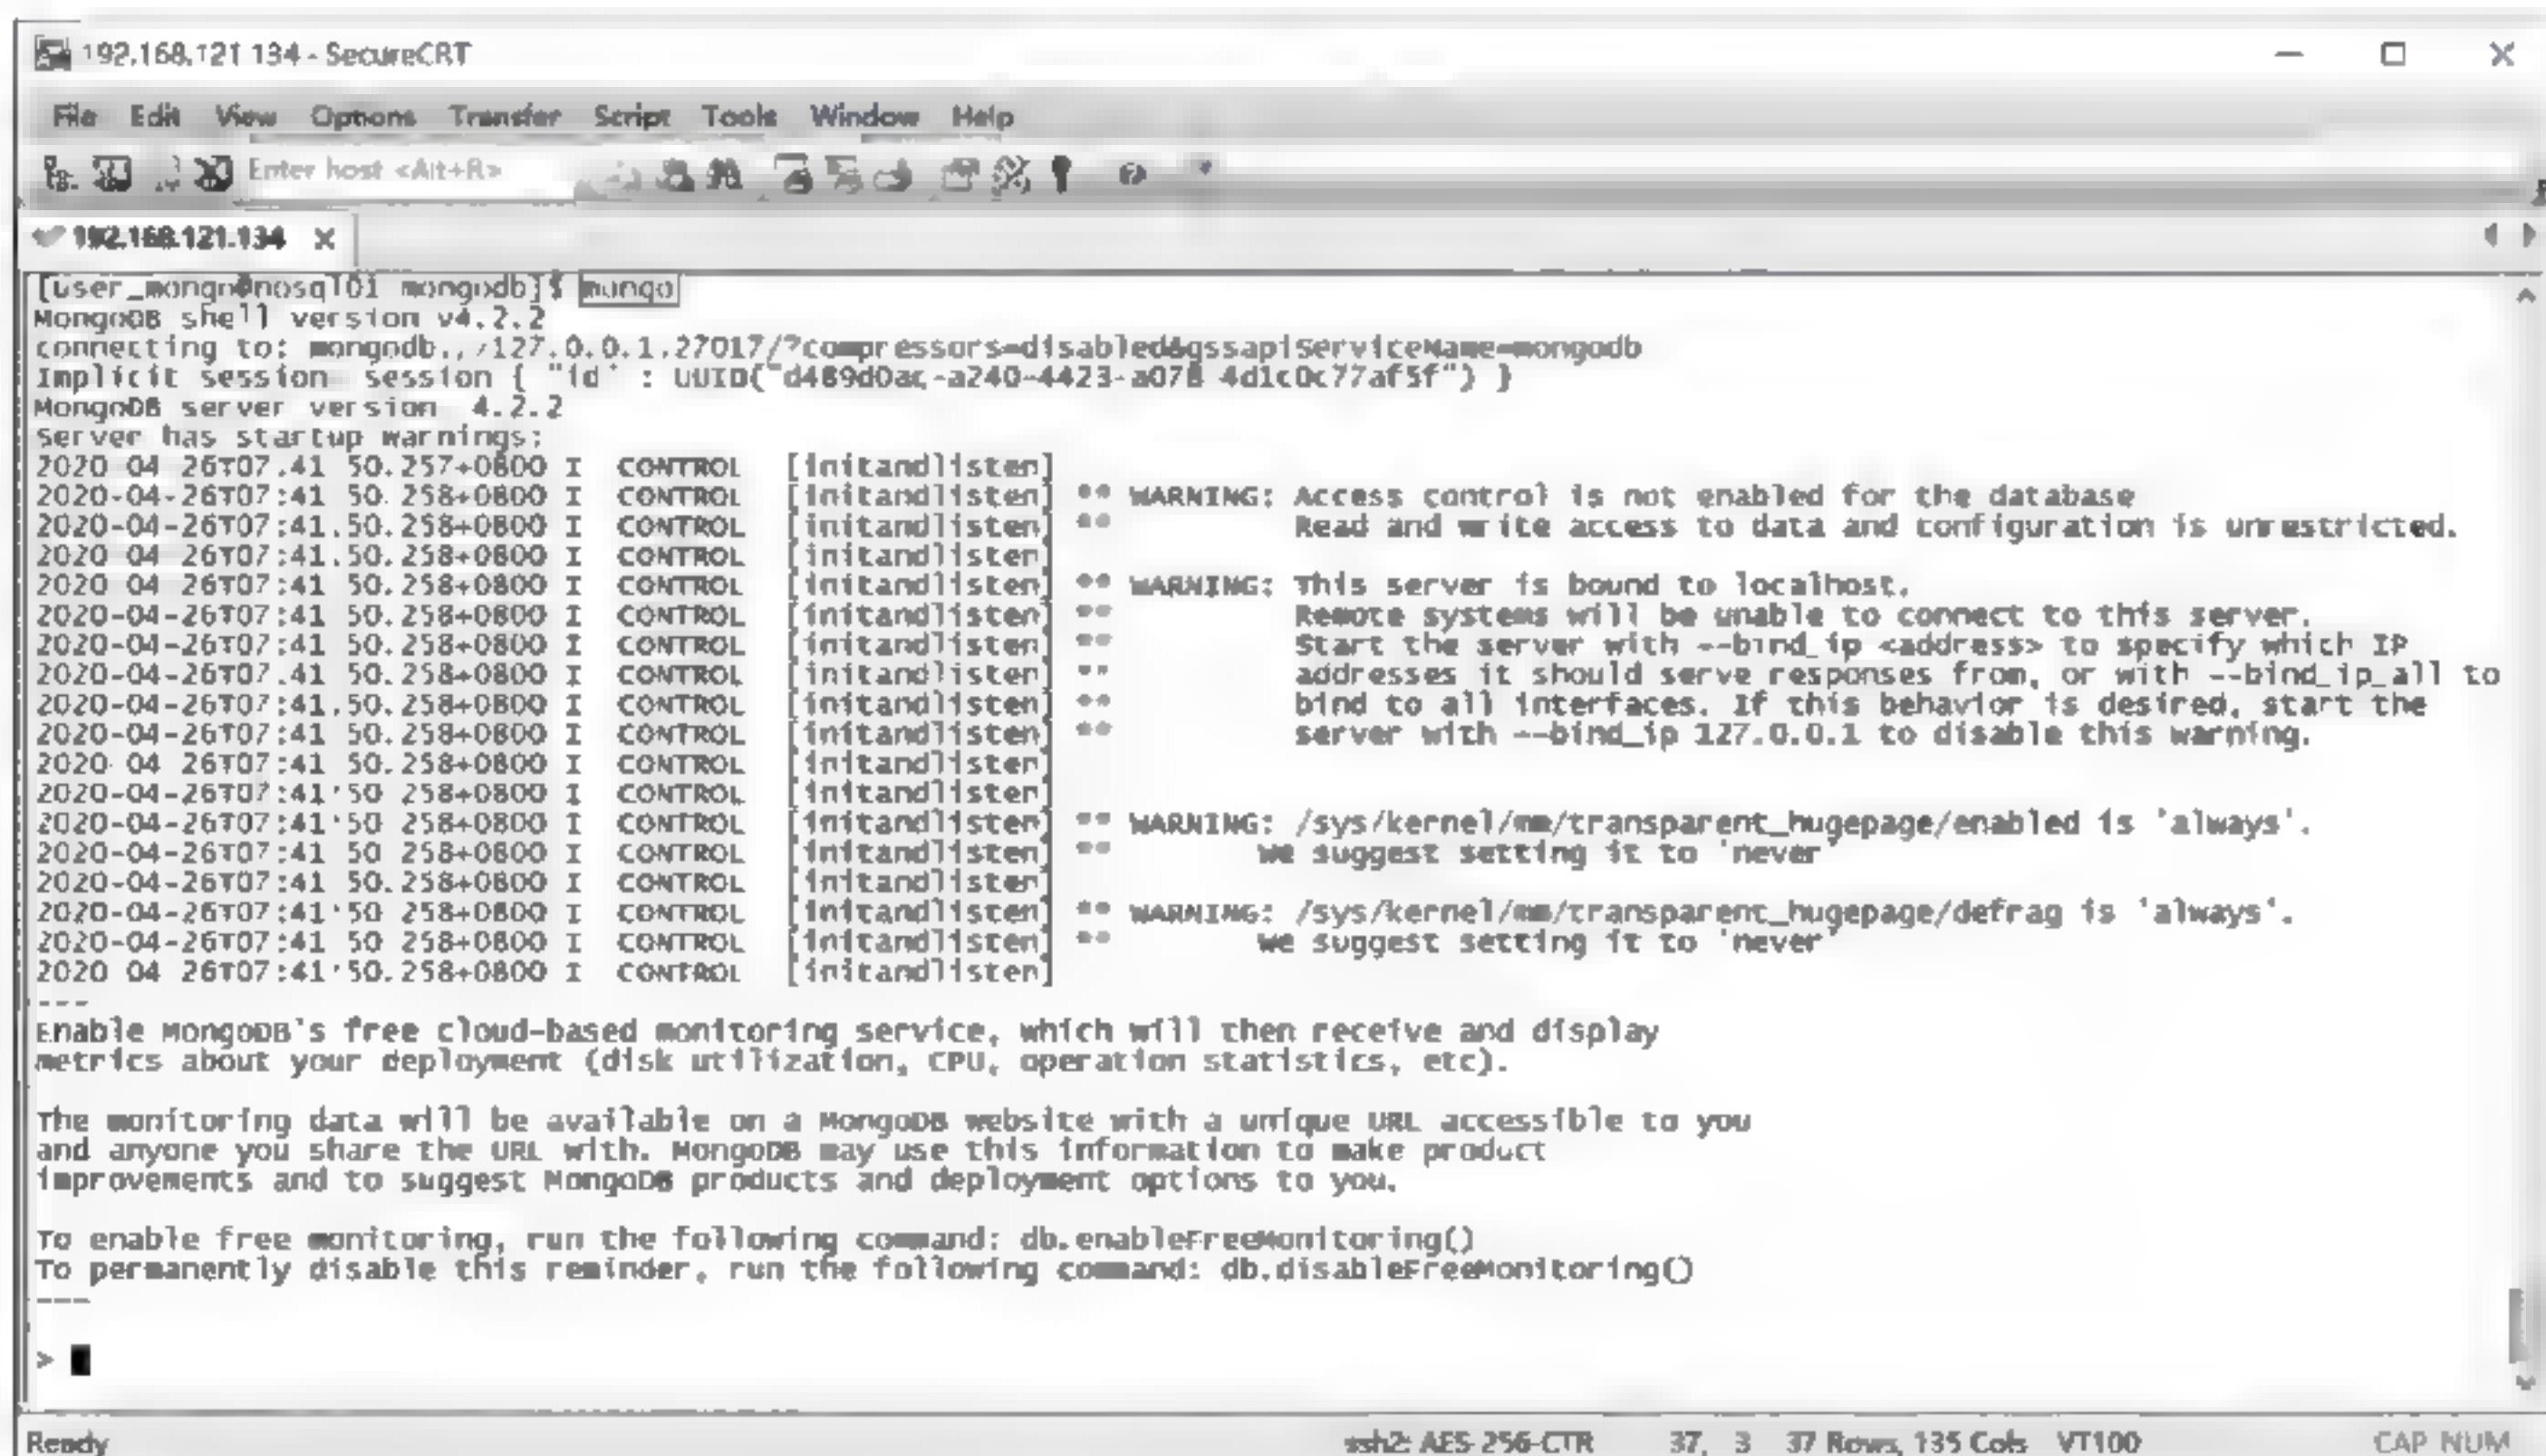 192.168.121.134 - SecureCRT
File Edit View Options Transfer Script Tools Window Help
Enter host <Alt+R>
192.168.121.134
[user_mongo@nosql01 mongodb]$ mongo
MongoDB shell version v4.2.2
connecting to: mongodb://127.0.0.1:27017/?compressors=disabled&gssapiServiceName=mongodb
Implicit session: session { "id" : UUID("d489d0ac-a240-4423-a078-4d1c0c77af5f") }
MongoDB server version: 4.2.2
Server has startup warnings:
2020-04-26T07:41:50.257+0800 I  CONTROL  [initandlisten]
2020-04-26T07:41:50.258+0800 I  CONTROL  [initandlisten] ** WARNING: Access control is not enabled for the database
2020-04-26T07:41:50.258+0800 I  CONTROL  [initandlisten] **          Read and write access to data and configuration is unrestricted.
2020-04-26T07:41:50.258+0800 I  CONTROL  [initandlisten]
2020-04-26T07:41:50.258+0800 I  CONTROL  [initandlisten] ** WARNING: This server is bound to localhost.
2020-04-26T07:41:50.258+0800 I  CONTROL  [initandlisten] **          Remote systems will be unable to connect to this server.
2020-04-26T07:41:50.258+0800 I  CONTROL  [initandlisten] **          Start the server with --bind_ip <address> to specify which IP
2020-04-26T07:41:50.258+0800 I  CONTROL  [initandlisten] **          addresses it should serve responses from, or with --bind_ip_all to
2020-04-26T07:41:50.258+0800 I  CONTROL  [initandlisten] **          bind to all interfaces. If this behavior is desired, start the
2020-04-26T07:41:50.258+0800 I  CONTROL  [initandlisten] **          server with --bind_ip 127.0.0.1 to disable this warning.
2020-04-26T07:41:50.258+0800 I  CONTROL  [initandlisten]
2020-04-26T07:41:50.258+0800 I  CONTROL  [initandlisten]
2020-04-26T07:41:50.258+0800 I  CONTROL  [initandlisten] ** WARNING: /sys/kernel/mm/transparent_hugepage/enabled is 'always'.
2020-04-26T07:41:50.258+0800 I  CONTROL  [initandlisten] **        We suggest setting it to 'never'
2020-04-26T07:41:50.258+0800 I  CONTROL  [initandlisten]
2020-04-26T07:41:50.258+0800 I  CONTROL  [initandlisten] ** WARNING: /sys/kernel/mm/transparent_hugepage/defrag is 'always'.
2020-04-26T07:41:50.258+0800 I  CONTROL  [initandlisten] **        We suggest setting it to 'never'
2020-04-26T07:41:50.258+0800 I  CONTROL  [initandlisten]
---
Enable MongoDB's free cloud-based monitoring service, which will then receive and display
metrics about your deployment (disk utilization, CPU, operation statistics, etc).
The monitoring data will be available on a MongoDB website with a unique URL accessible to you
and anyone you share the URL with. MongoDB may use this information to make product
improvements and to suggest MongoDB products and deployment options to you.
To enable free monitoring, run the following command: db.enableFreeMonitoring()
To permanently disable this reminder, run the following command: db.disableFreeMonitoring()
---
>
Ready ssh2: AES-256-CTR 37, 3 37 Rows, 135 Cols VT100 CAP NUM